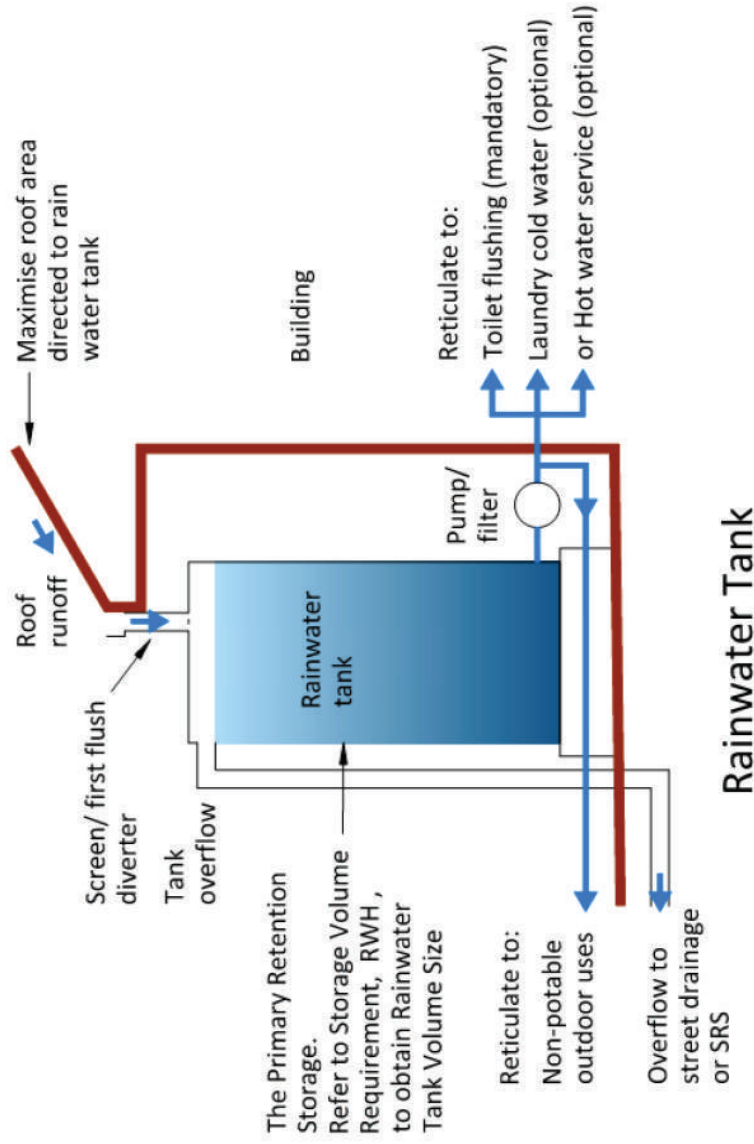 Maximise roof area
directed to rain
water tank
Roof
runoff
Screen/ first flush
diverter
Tank
overflow
Building
The Primary Retention
Storage.
Refer to Storage Volume
Requirement, RWH ,
to obtain Rainwater
Tank Volume Size
Rainwater
tank
Pump/
filter
Reticulate to:
Toilet flushing (mandatory)
Laundry cold water (optional)
or Hot water service (optional)
Reticulate to:
Non-potable
outdoor uses
Overflow to
street drainage
or SRS
Rainwater Tank